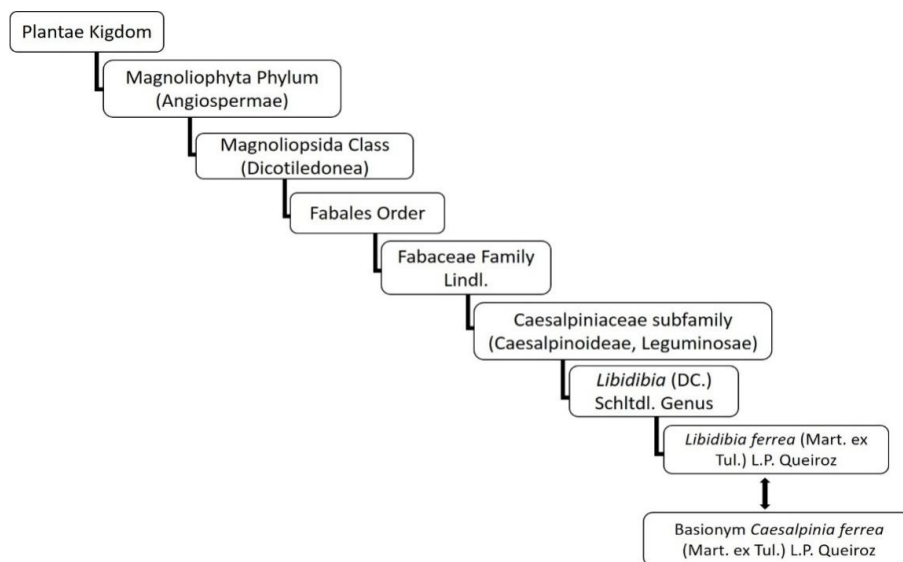 Plantae Kigdom
Magnoliophyta Phylum
(Angiospermae)
Magnoliopsida Class
(Dicotiledonea)
Fabales Order
Fabaceae Family
Lindl.
Caesalpiniaceae subfamily
(Caesalpinoideae, Leguminosae)
Libidibia (DC.)
Schltdl. Genus
Libidibia ferrea (Mart. ex
Tul.) L.P. Queiroz
Basionym Caesalpinia ferrea
(Mart. ex Tul.) L.P. Queiroz